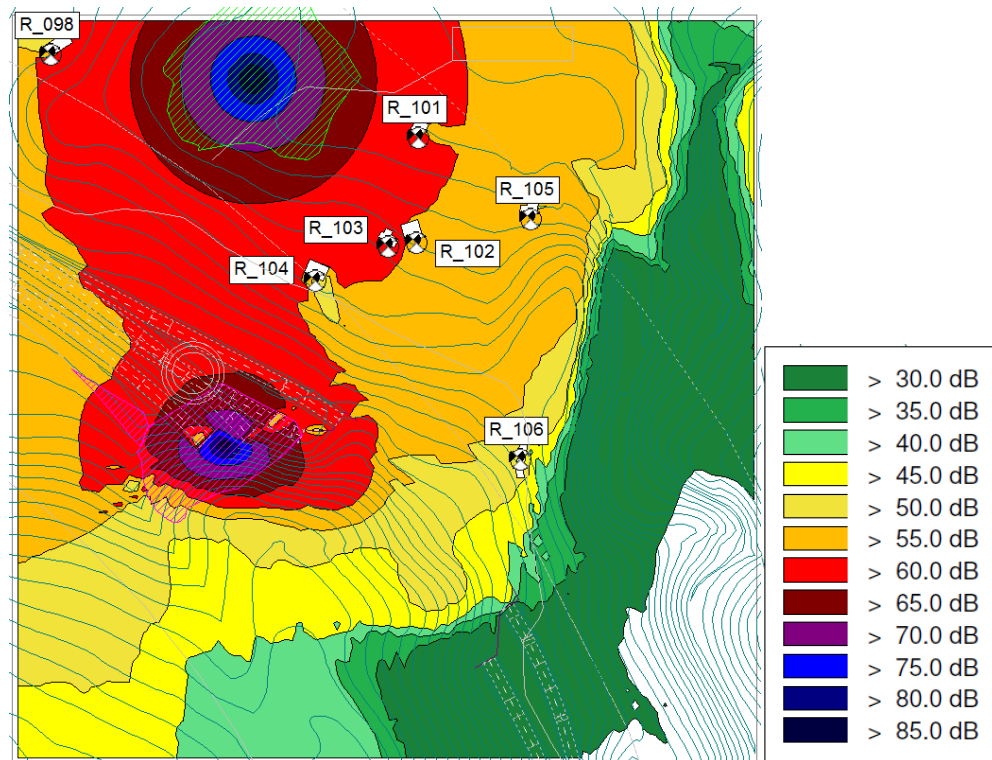 R_098
R_101
R_105
R_103
R_102
R_104
R_106
> 30.0 dB
> 35.0 dB
> 40.0 dB
> 45.0 dB
> 50.0 dB
> 55.0 dB
> 60.0 dB
> 65.0 dB
> 70.0 dB
> 75.0 dB
> 80.0 dB
> 85.0 dB